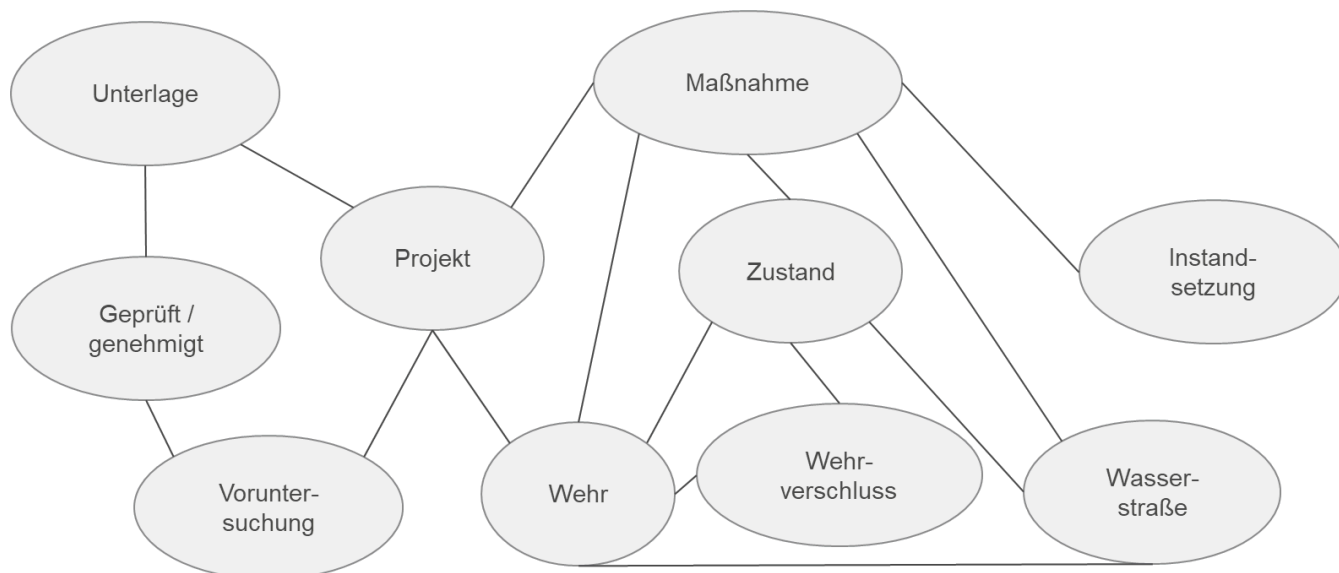 Unterlage
Maßnahme
Projekt
Zustand
Instand-
setzung
Geprüft /
genehmigt
Vorunter-
suchung
Wehr
Wehr-
verschluss
Wasser-
straße